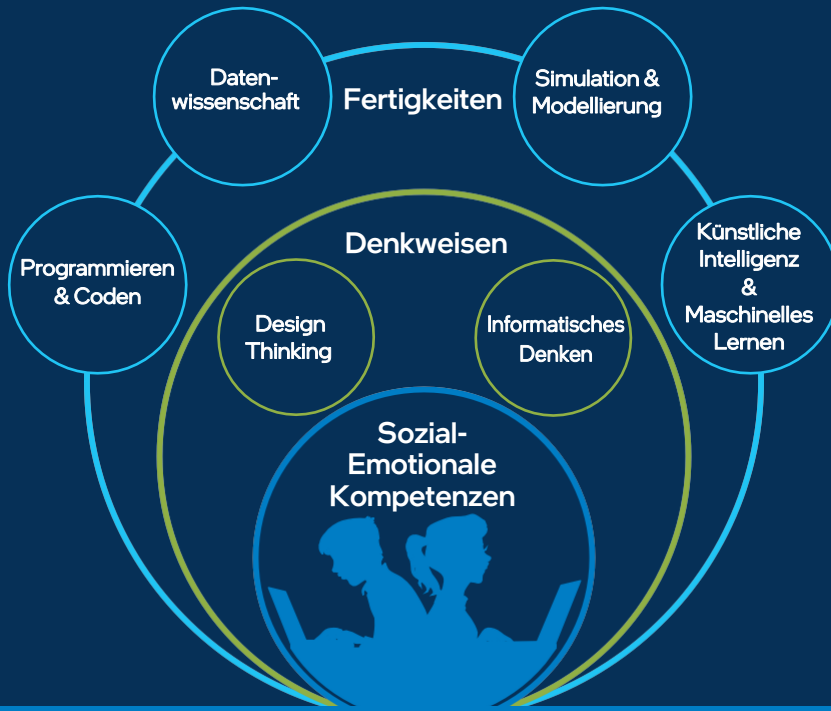 Daten-
wissenschaft
Fertigkeiten
Simulation &
Modellierung
Programmieren
& Coden
Denkweisen
Künstliche
Intelligenz
&
Maschinelles
Lernen
Design
Thinking
Informatisches
Denken
Sozial-
Emotionale
Kompetenzen